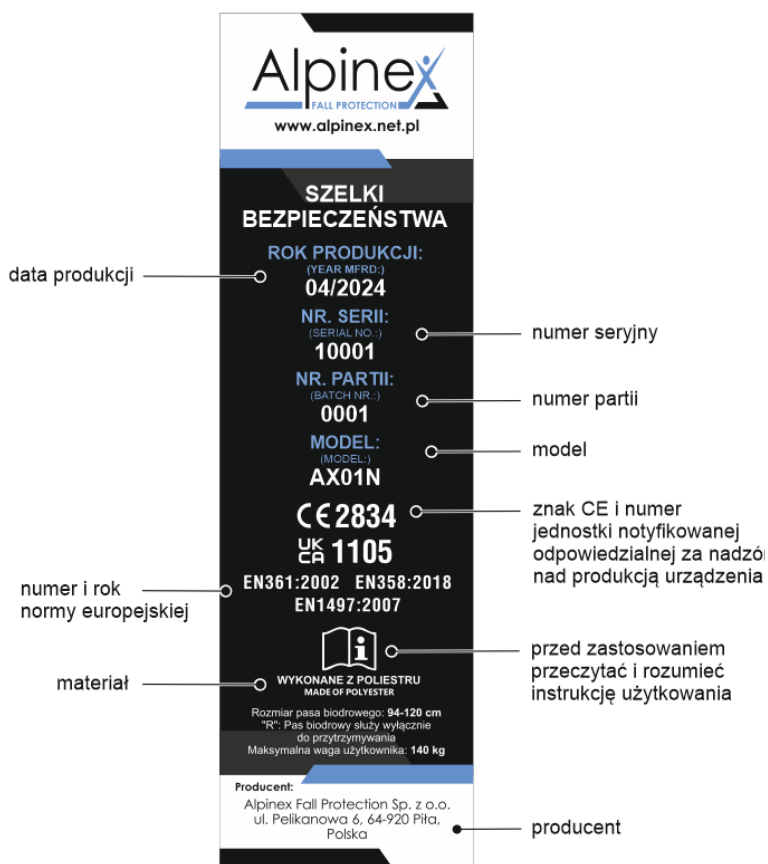 Alpinex
FALL PROTECTION
www.alpinex.net.pl
SZELKI
BEZPIECZEŃSTWA
ROK PRODUKCJI:
(YEAR MFRD:)
04/2024
data produkcji
NR. SERII:
(SERIAL NO.:)
10001
numer seryjny
NR. PARTII:
(BATCH NR.:)
0001
numer partii
MODEL:
(MODEL:)
AX01N
model
CE 2834
UK
CA 1105
znak CE i numer
jednostki notyfikowanej
odpowiedzialnej za nadzór
nad produkcją urządzenia
EN361:2002 EN358:2018
EN1497:2007
numer i rok
normy europejskiej
i
przed zastosowaniem
przeczytać i rozumieć
instrukcję użytkowania
WYKONANE Z POLIESTRU
MADE OF POLYESTER
materiał
Rozmiar pasa biodrowego: 94-120 cm
"R": Pas biodrowy służy wyłącznie
do przytrzymywania
Maksymalna waga użytkownika: 140 kg
Producent:
Alpinex Fall Protection Sp. z o.o.
ul. Pelikanowa 6, 64-920 Piła,
Polska
producent